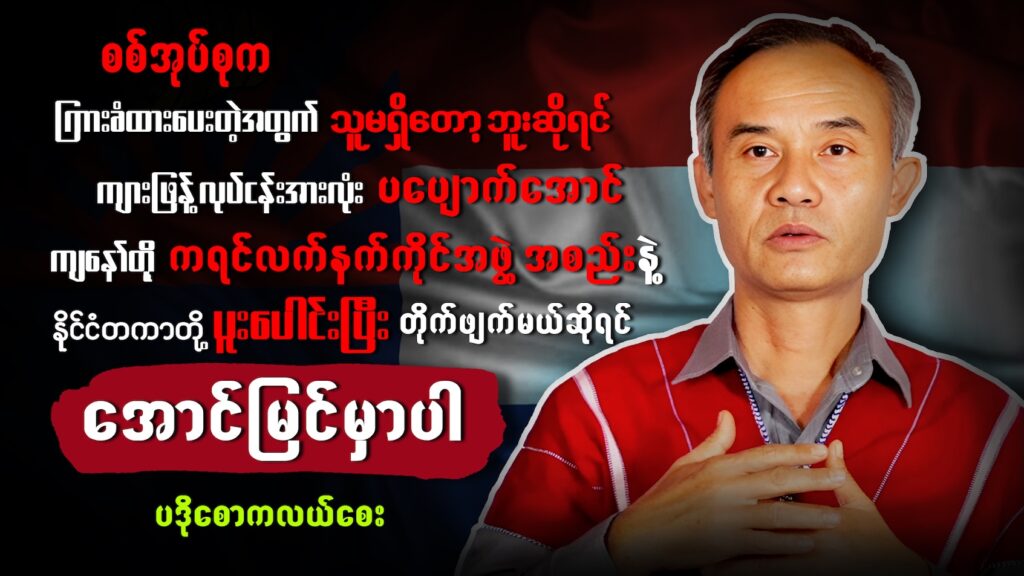 စစ်အုပ်စုက
ကြားခံထားပေးတဲ့အတွက် သူမရှိတော့ဘူးဆိုရင်
ကျားဖြန့်လုပ်ငန်းအားလုံး ပပျောက်အောင်
ကျနော်တို့ ကရင်လက်နက်ကိုင်အဖွဲ့ အစည်းနဲ့
နိုင်ငံတကာတို့ ပူးပေါင်းပြီး တိုက်ဖျက်မယ်ဆိုရင်
အောင်မြင်မှာပါ
ပဒိုစောကလယ်စေး